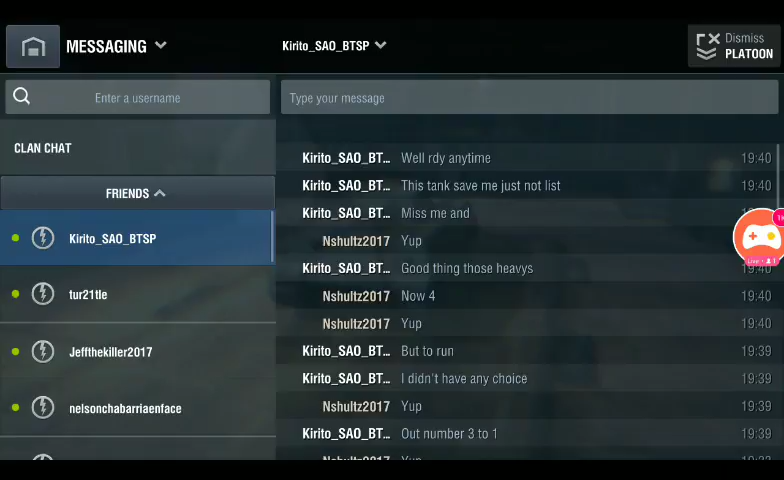 MESSAGING
Kirito_SAO_BTSP
Dismiss
PLATOON
Enter a username
Type your message
CLAN CHAT
FRIENDS
Kirito_SAO_BTSP
tur21tle
Jeffthekiller2017
nelsonchabarriaenface
Kirito_SAO_BT... Well rdy anytime 19:40
Kirito_SAO_BT... This tank save me just not list 19:40
Kirito_SAO_BT... Miss me and
Nshultz2017 Yup
Kirito_SAO_BT... Good thing those heavys 19:40
Nshultz2017 Now 4 19:40
Nshultz2017 Yup 19:40
Kirito_SAO_BT... But to run 19:39
Kirito_SAO_BT... I didn't have any choice 19:39
Nshultz2017 Yup 19:39
Kirito_SAO_BT... Out number 3 to 1 19:39
Nshultz2017 Yup